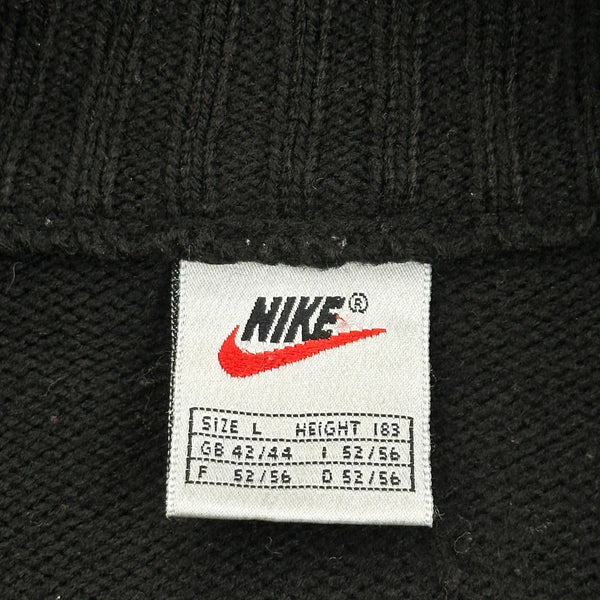 NIKE®
SIZE L HEIGHT 183
GB 42/44 I 52/56
F 52/56 D 52/56